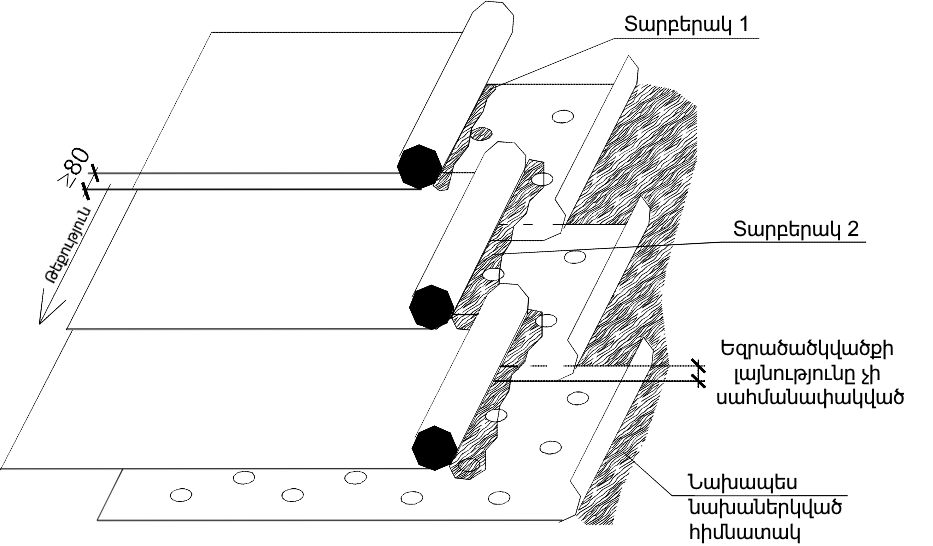 Տարբերակ 1
≥80
Թեքություն
Տարբերակ 2
Եզրածածկվածքի
լայնությունը չի
սահմանափակված
Նախապես
նախաներկված
հիմնատակ